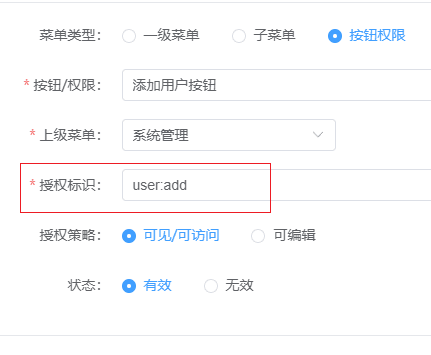 菜单类型: 一级菜单 子菜单 按钮权限
* 按钮/权限: 添加用户按钮
* 上级菜单: 系统管理
* 授权标识: user:add
授权策略: 可见/可访问 可编辑
状态: 有效 无效